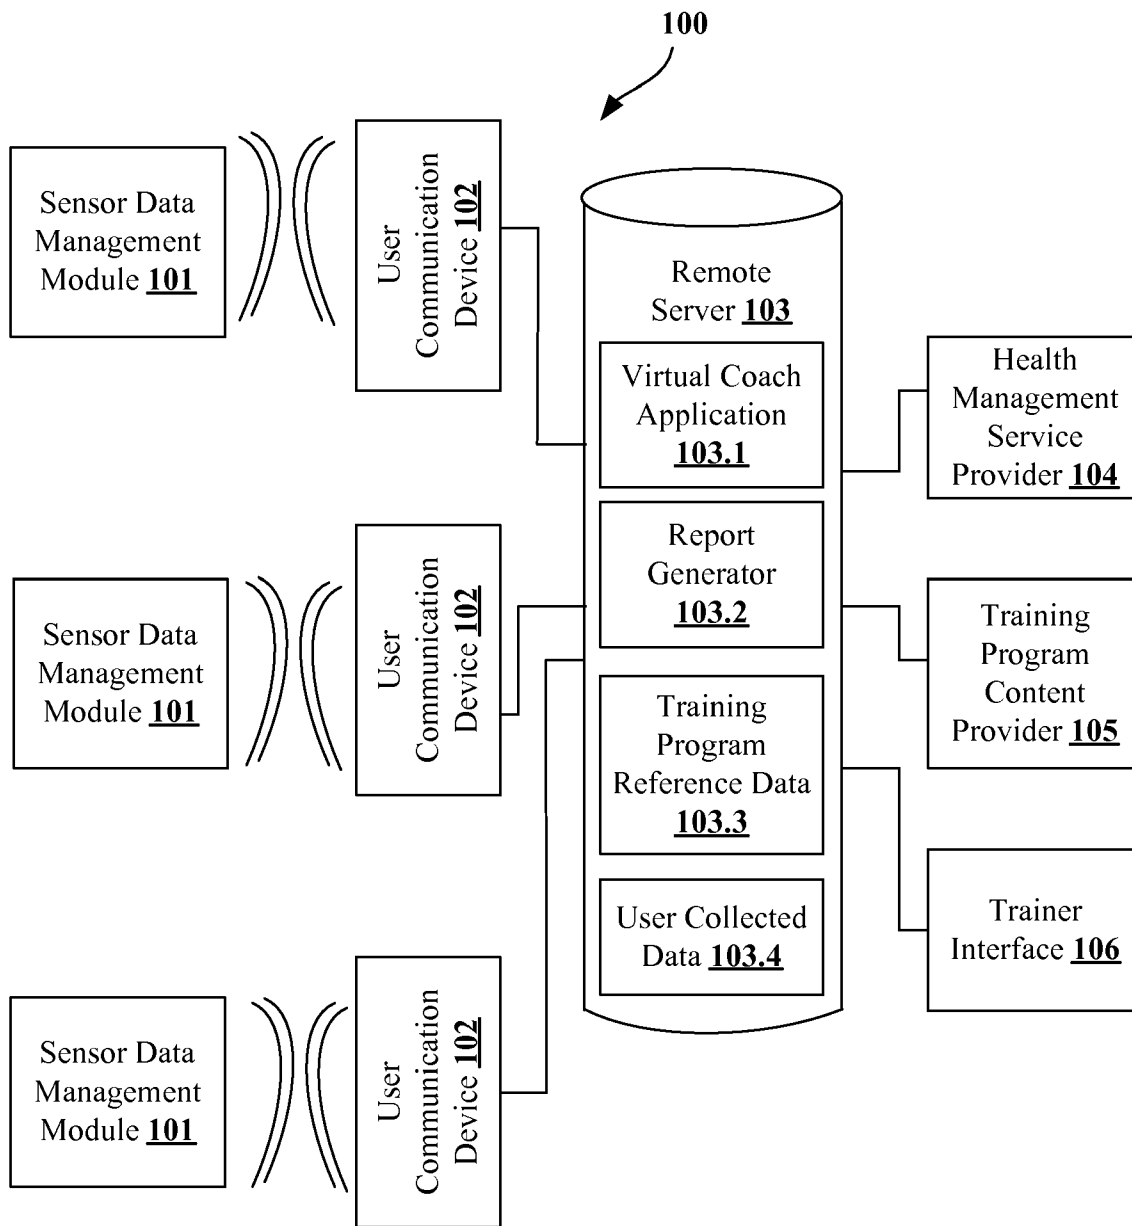 100
Sensor Data
Management
Module 101
User
Communication
Device 102
Remote
Server 103
Virtual Coach
Application
103.1
Health
Management
Service
Provider 104
Sensor Data
Management
Module 101
User
Communication
Device 102
Report
Generator
103.2
Training
Program
Content
Provider 105
Training
Program
Reference Data
103.3
User Collected
Data 103.4
Trainer
Interface 106
Sensor Data
Management
Module 101
User
Communication
Device 102